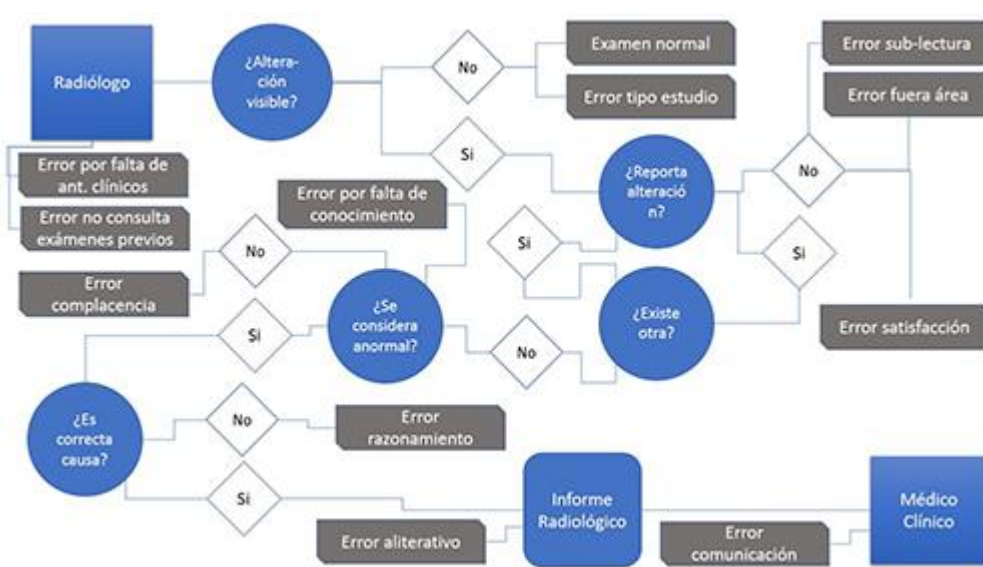 Radiólogo
¿Altera-
ción
visible?
No
Examen normal
Error tipo estudio
Error sub-lectura
Error fuera área
Si
¿Reporta
alteració
n?
No
Error por falta de
ant. clínicos
Error por falta de
conocimiento
Error no consulta
exámenes previos
No
Si
Si
Error
complacencia
¿Se
considera
anormal?
¿Existe
otra?
Error satisfacción
Si
No
¿Es
correcta
causa?
No
Error
razonamiento
Si
Informe
Radiológico
Médico
Clínico
Error aliterativo
Error
comunicación